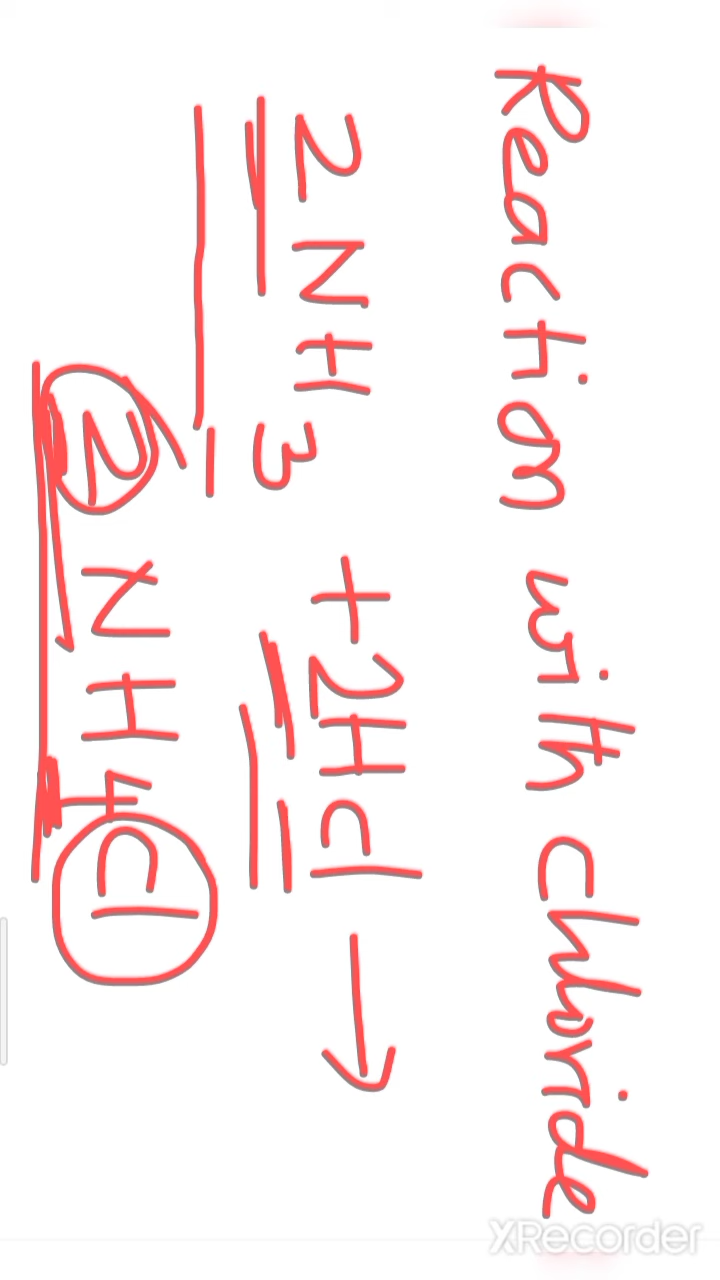 Reaction with chloride
2NH3 +2HCl →
2NH4Cl
XRecorder